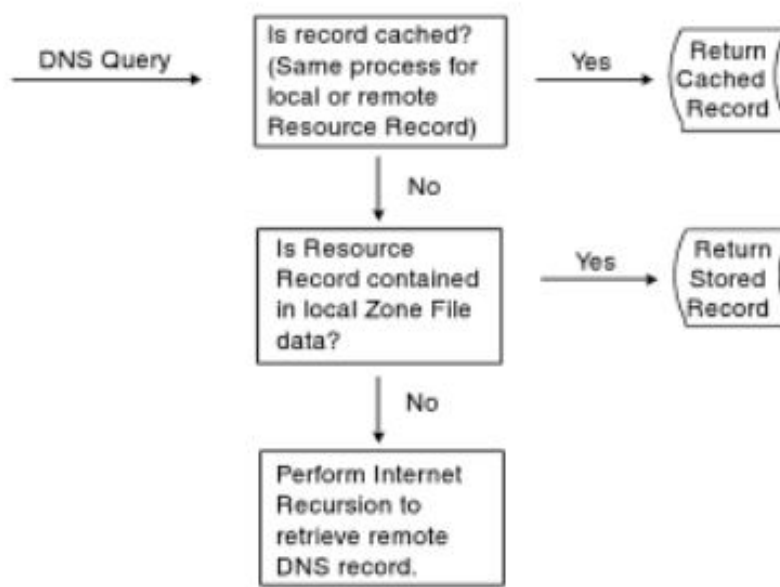 DNS Query
Is record cached?
(Same process for
local or remote
Resource Record)
Yes
Return
Cached
Record
No
Is Resource
Record contained
in local Zone File
data?
Yes
Return
Stored
Record
No
Perform Internet
Recursion to
retrieve remote
DNS record.